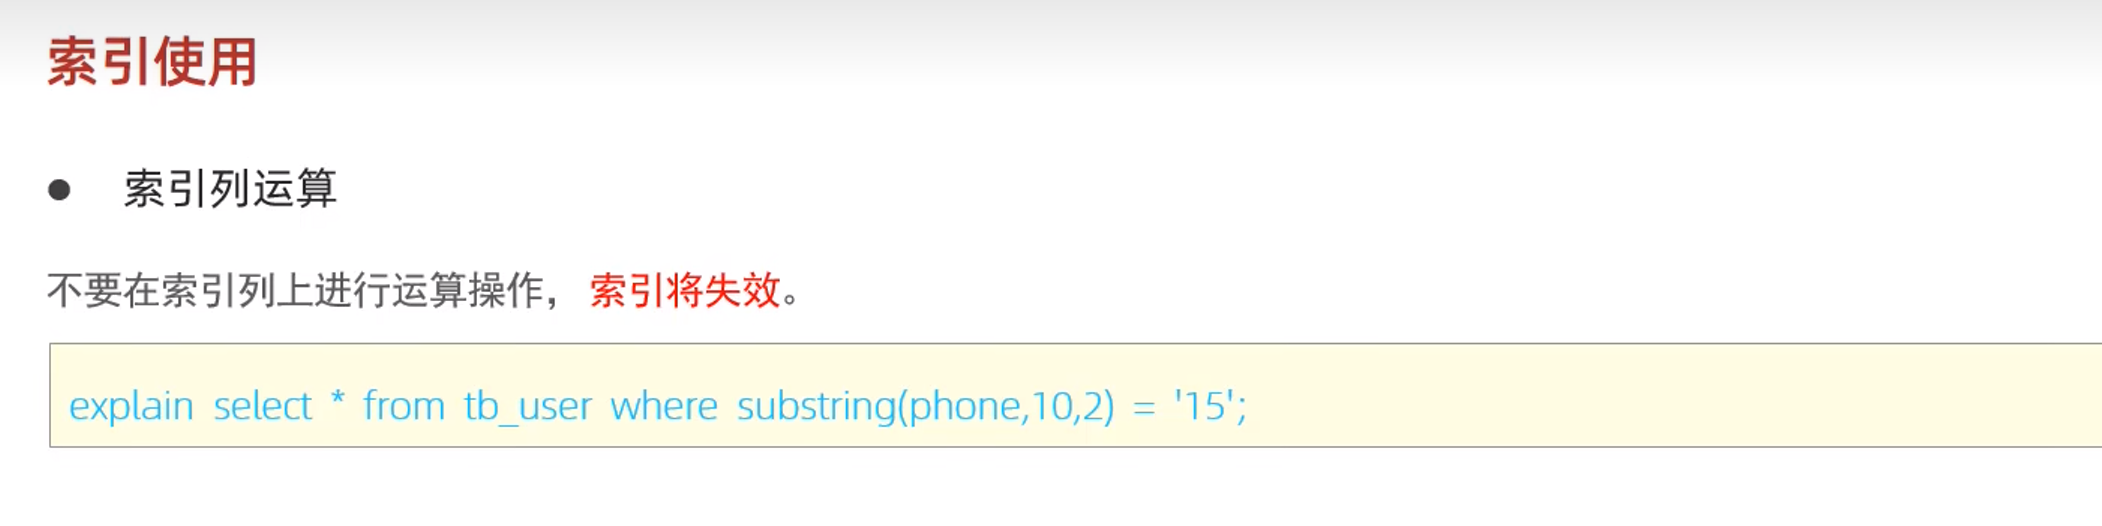 索引使用
● 索引列运算
不要在索引列上进行运算操作，索引将失效。
explain select * from tb_user where substring(phone,10,2) = '15';